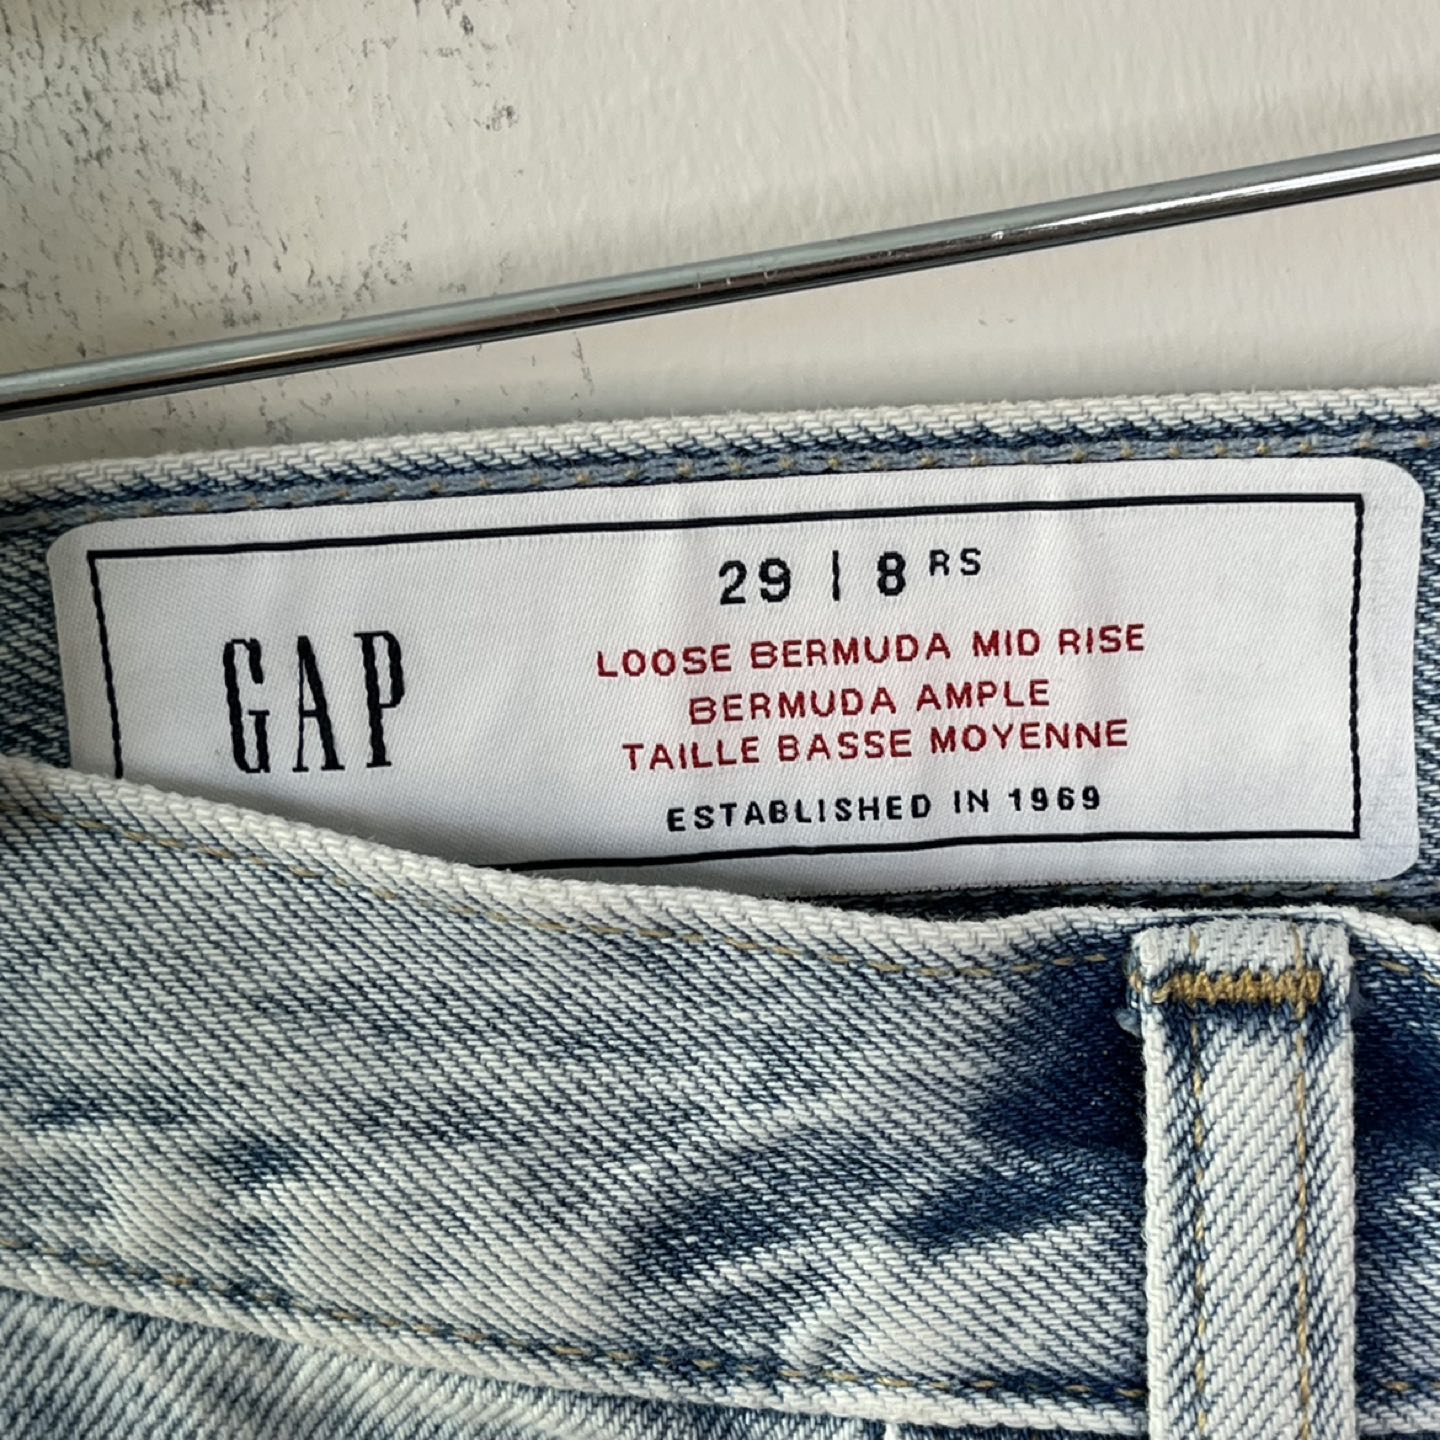 GAP
29 | 8 RS
LOOSE BERMUDA MID RISE
BERMUDA AMPLE
TAILLE BASSE MOYENNE
ESTABLISHED IN 1969